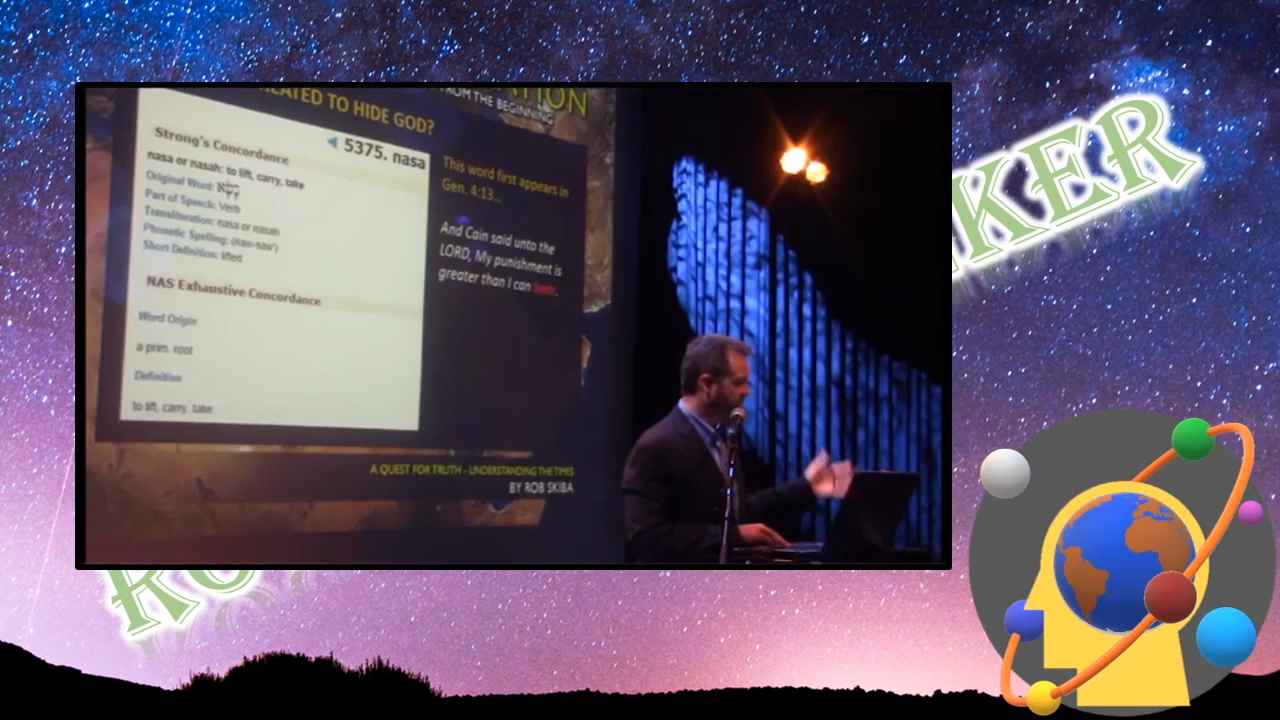 EATED TO HIDE GOD?
FROM THE BEGINNING
5375. nasa
Strong's Concordance
nasa or nasah: to lift, carry, take
Original Word: נָשָׂא
Part of Speech: Verb
Transliteration: nasa or nasah
Phonetic Spelling: (naw-saw')
Short Definition: lifted
NAS Exhaustive Concordance
Word Origin
a prim. root
Definition
to lift, carry, take
This word first appears in
Gen. 4:13...
And Cain said unto the
LORD, My punishment is
greater than I can bear.
A QUEST FOR TRUTH - UNDERSTANDING THE TIMES
BY ROB SKIBA
KER